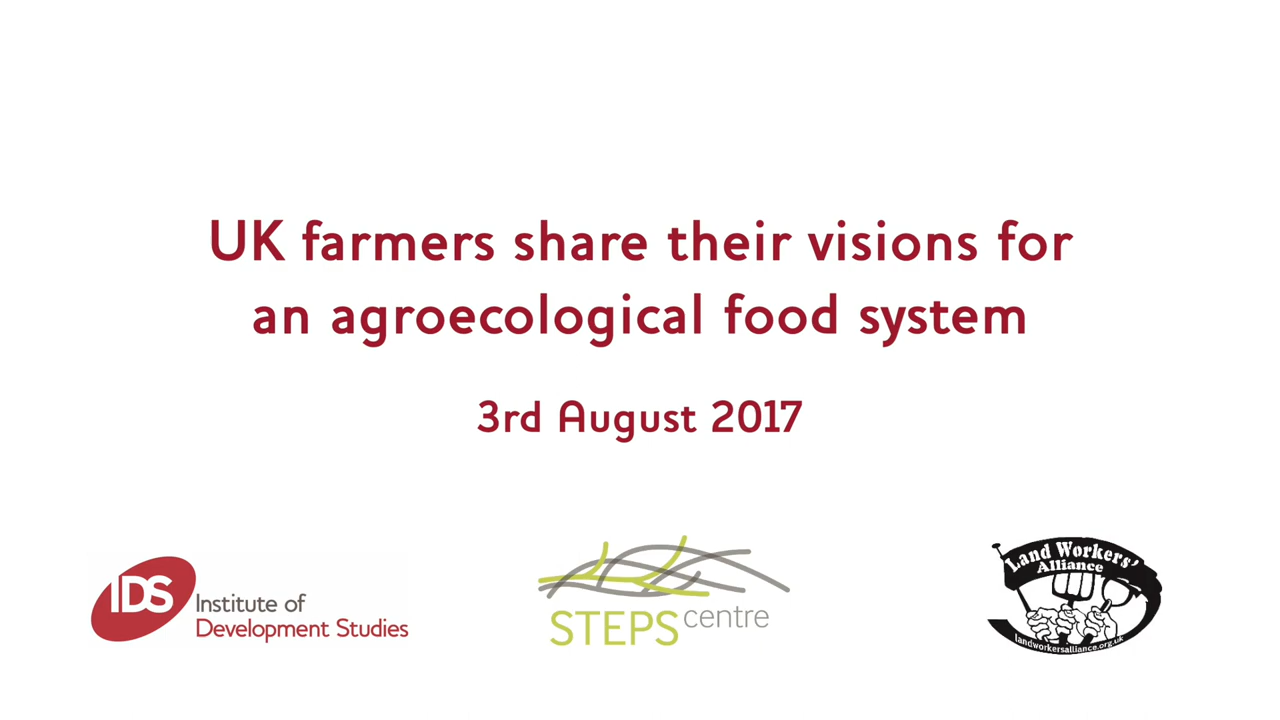 UK farmers share their visions for
an agroecological food system
3rd August 2017
IDS
Institute of
Development Studies
STEPS centre
Land Workers'
Alliance
landworkersalliance.org.uk